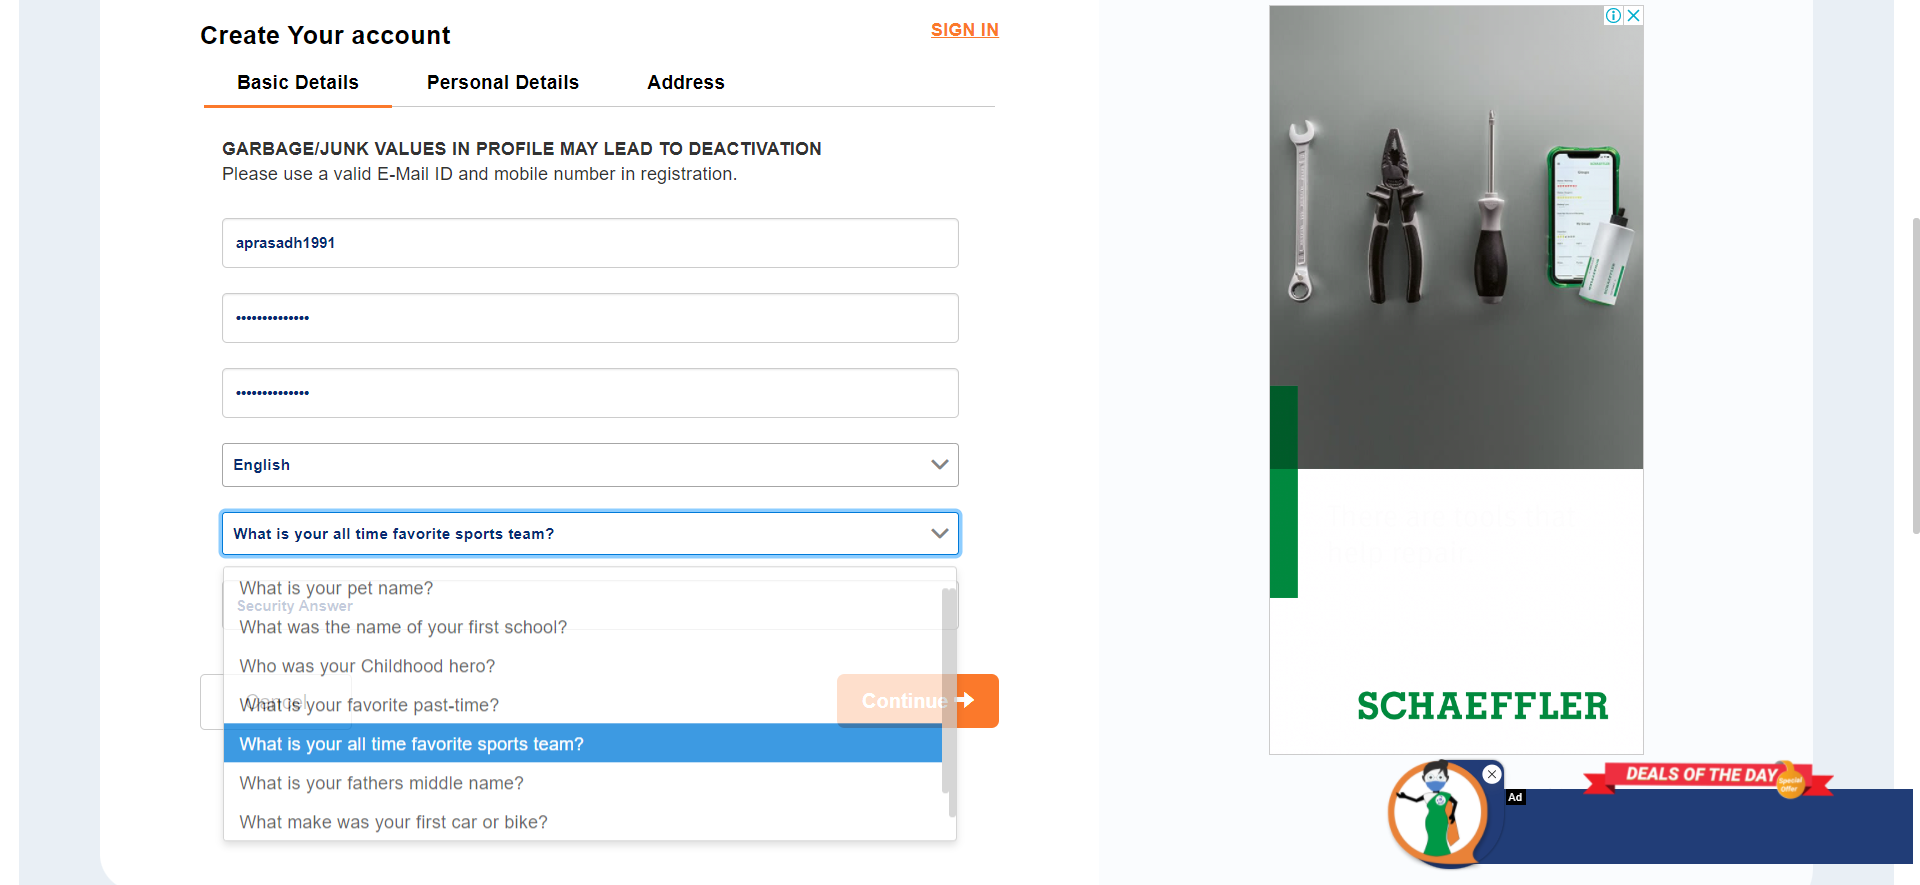 Create Your account
SIGN IN
Basic Details
Personal Details
Address
GARBAGE/JUNK VALUES IN PROFILE MAY LEAD TO DEACTIVATION
Please use a valid E-Mail ID and mobile number in registration.
aprasadh1991
••••••••••••••
••••••••••••••
English
What is your all time favorite sports team?
What is your pet name?
Security Answer
What was the name of your first school?
Who was your Childhood hero?
Cancel
What is your favorite past-time?
Continue
What is your all time favorite sports team?
What is your fathers middle name?
What make was your first car or bike?
SCHAEFFLER
DEALS OF THE DAY
Special
Offer
Ad